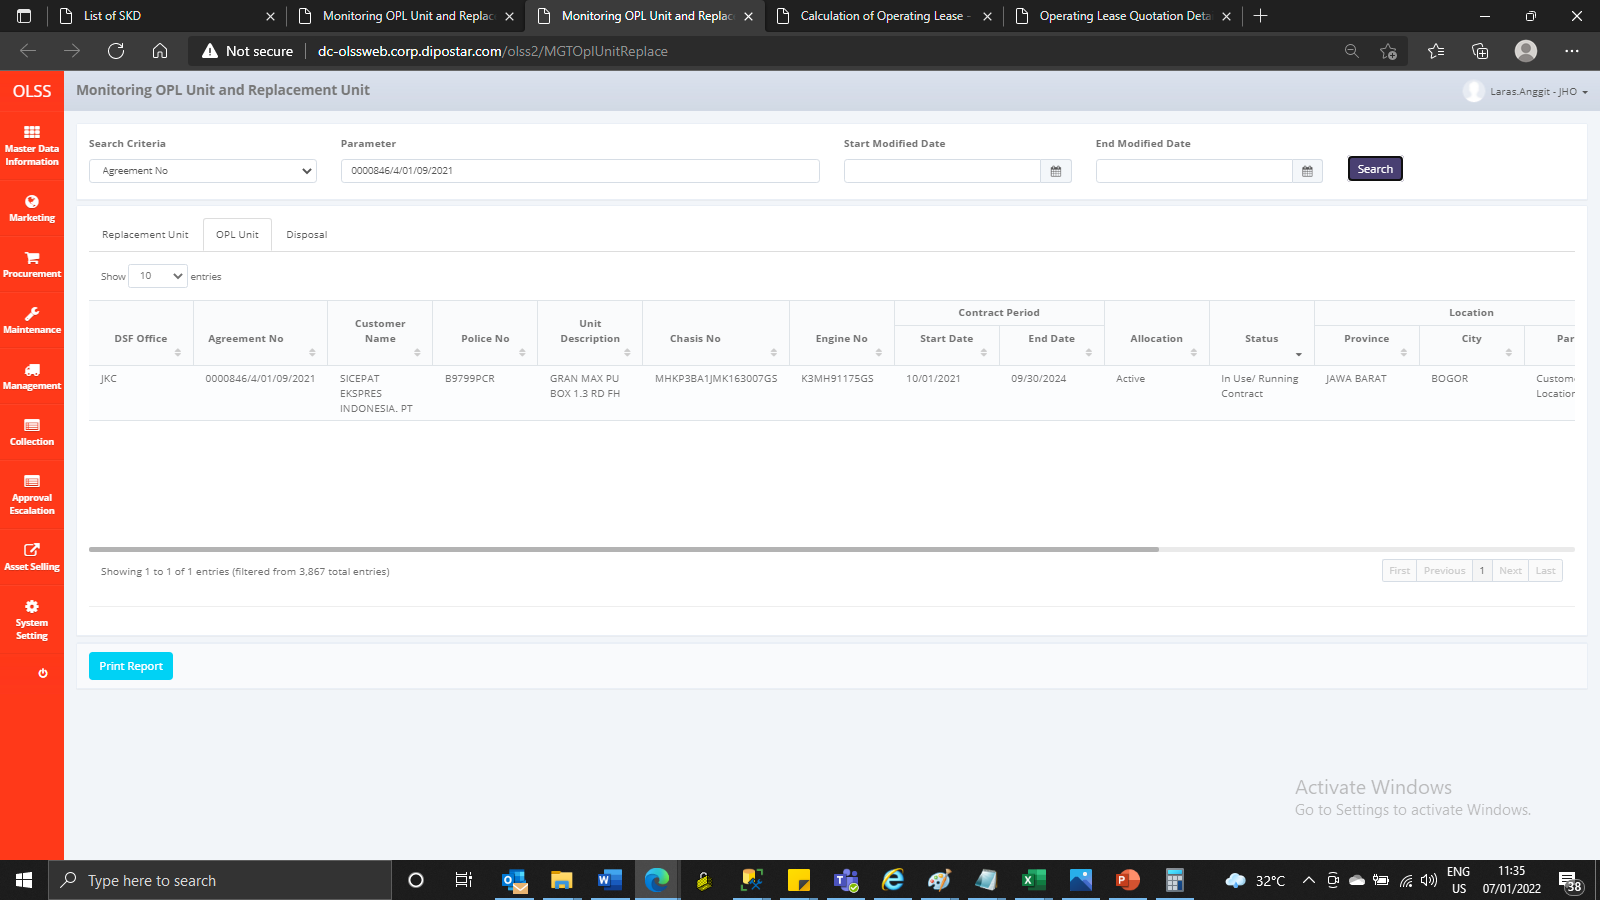 List of SKD
Monitoring OPL Unit and Replac
Monitoring OPL Unit and Replac
Calculation of Operating Lease -
Operating Lease Quotation Deta
Not secure
dc-olssweb.corp.dipostar.com/olss2/MGTOplUnitReplace
OLSS
Monitoring OPL Unit and Replacement Unit
Laras.Anggit - JHO
Master Data
Information
Marketing
Procurement
Maintenance
Management
Collection
Approval
Escalation
Asset Selling
System
Setting
Search Criteria
Parameter
Start Modified Date
End Modified Date
Agreement No
0000846/4/01/09/2021
Search
Replacement Unit
OPL Unit
Disposal
Show 10 entries
DSF Office
Agreement No
Customer
Name
Police No
Unit
Description
Chasis No
Engine No
Contract Period
Start Date
End Date
Allocation
Status
Location
Province
City
Par
JKC
0000846/4/01/09/2021
SICEPAT
EKSPRES
INDONESIA. PT
B9799PCR
GRAN MAX PU
BOX 1.3 RD FH
MHKP3BA1JMK163007GS
K3MH91175GS
10/01/2021
09/30/2024
Active
In Use/ Running
Contract
JAWA BARAT
BOGOR
Custom
Location
Showing 1 to 1 of 1 entries (filtered from 3,867 total entries)
First
Previous
1
Next
Last
Print Report
Activate Windows
Go to Settings to activate Windows.
Type here to search
32°C
ENG
US
11:35
07/01/2022
38